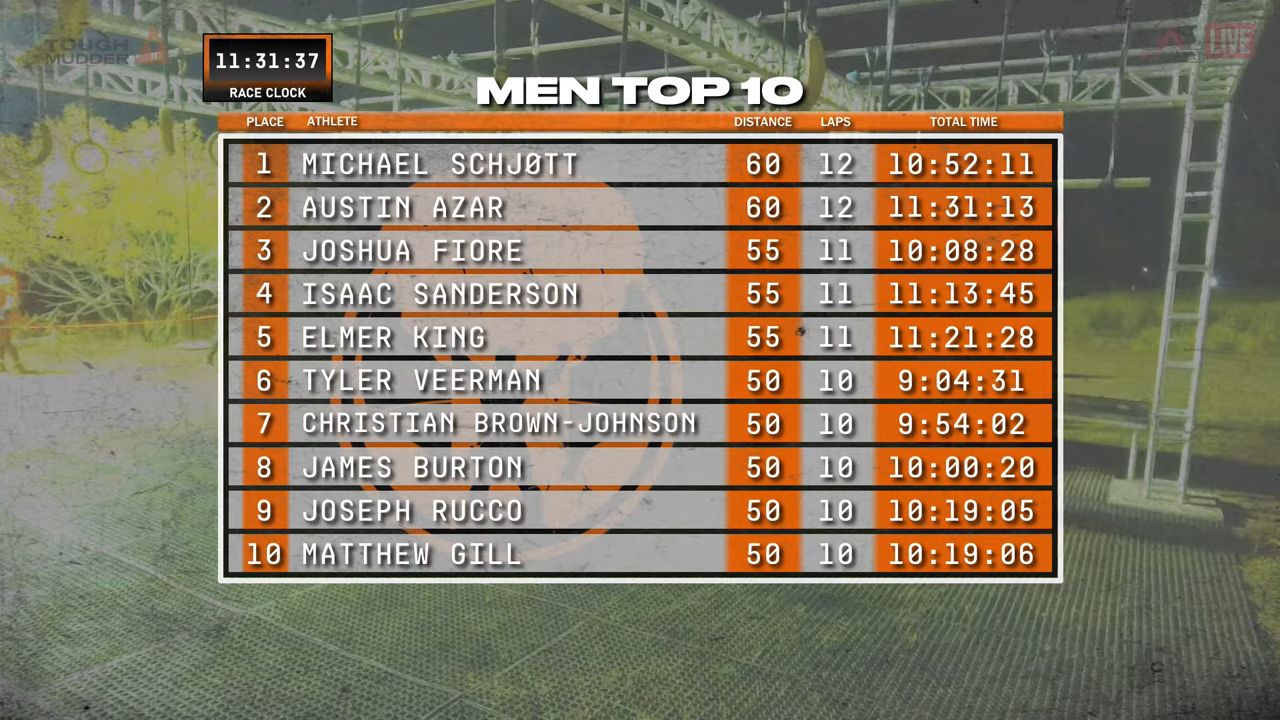 TOUGH
MUDDER
11:31:37
RACE CLOCK
LIVE
MEN TOP 10
PLACE ATHLETE DISTANCE LAPS TOTAL TIME
1 MICHAEL SCHJØTT 60 12 10:52:11
2 AUSTIN AZAR 60 12 11:31:13
3 JOSHUA FIORE 55 11 10:08:28
4 ISAAC SANDERSON 55 11 11:13:45
5 ELMER KING 55 11 11:21:28
6 TYLER VEERMAN 50 10 9:04:31
7 CHRISTIAN BROWN-JOHNSON 50 10 9:54:02
8 JAMES BURTON 50 10 10:00:20
9 JOSEPH RUCCO 50 10 10:19:05
10 MATTHEW GILL 50 10 10:19:06